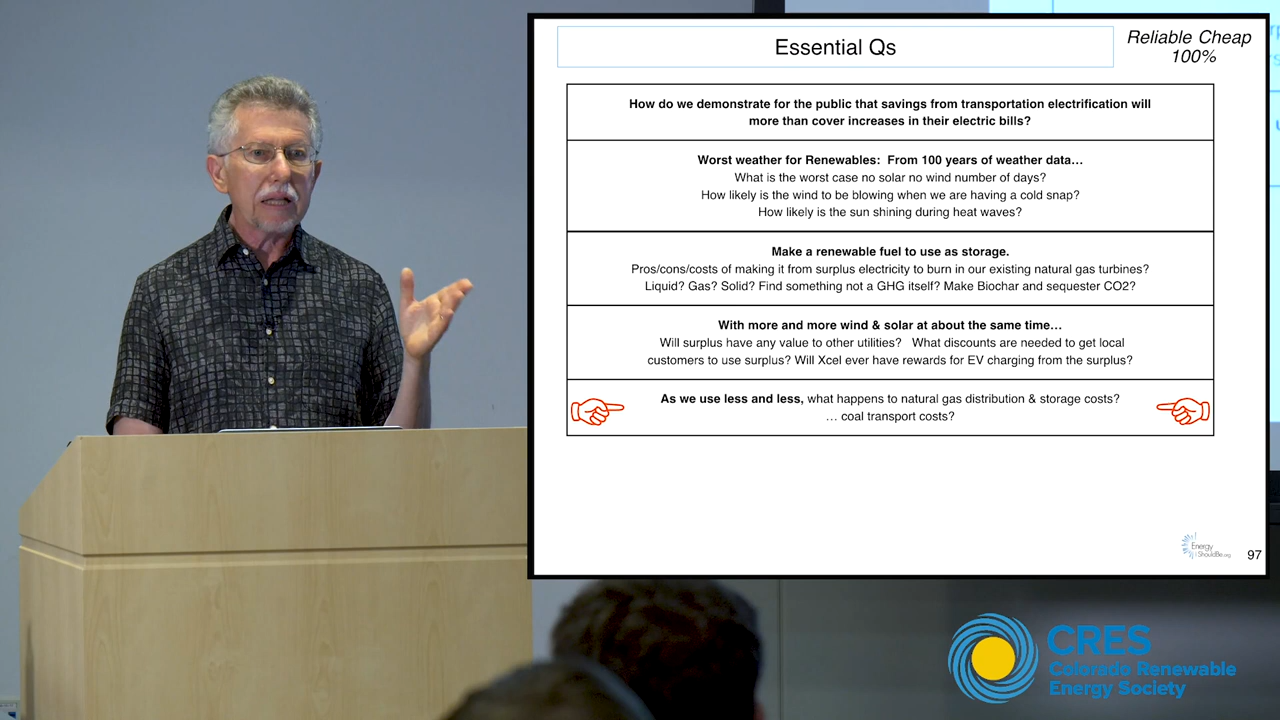 Essential Qs
Reliable Cheap
100%
How do we demonstrate for the public that savings from transportation electrification will
more than cover increases in their electric bills?
Worst weather for Renewables: From 100 years of weather data…
What is the worst case no solar no wind number of days?
How likely is the wind to be blowing when we are having a cold snap?
How likely is the sun shining during heat waves?
Make a renewable fuel to use as storage.
Pros/cons/costs of making it from surplus electricity to burn in our existing natural gas turbines?
Liquid? Gas? Solid? Find something not a GHG itself? Make Biochar and sequester CO2?
With more and more wind & solar at about the same time…
Will surplus have any value to other utilities? What discounts are needed to get local
customers to use surplus? Will Xcel ever have rewards for EV charging from the surplus?
As we use less and less, what happens to natural gas distribution & storage costs?
… coal transport costs?
Energy
ShouldBe.org
97
CRES
Colorado Renewable
Energy Society